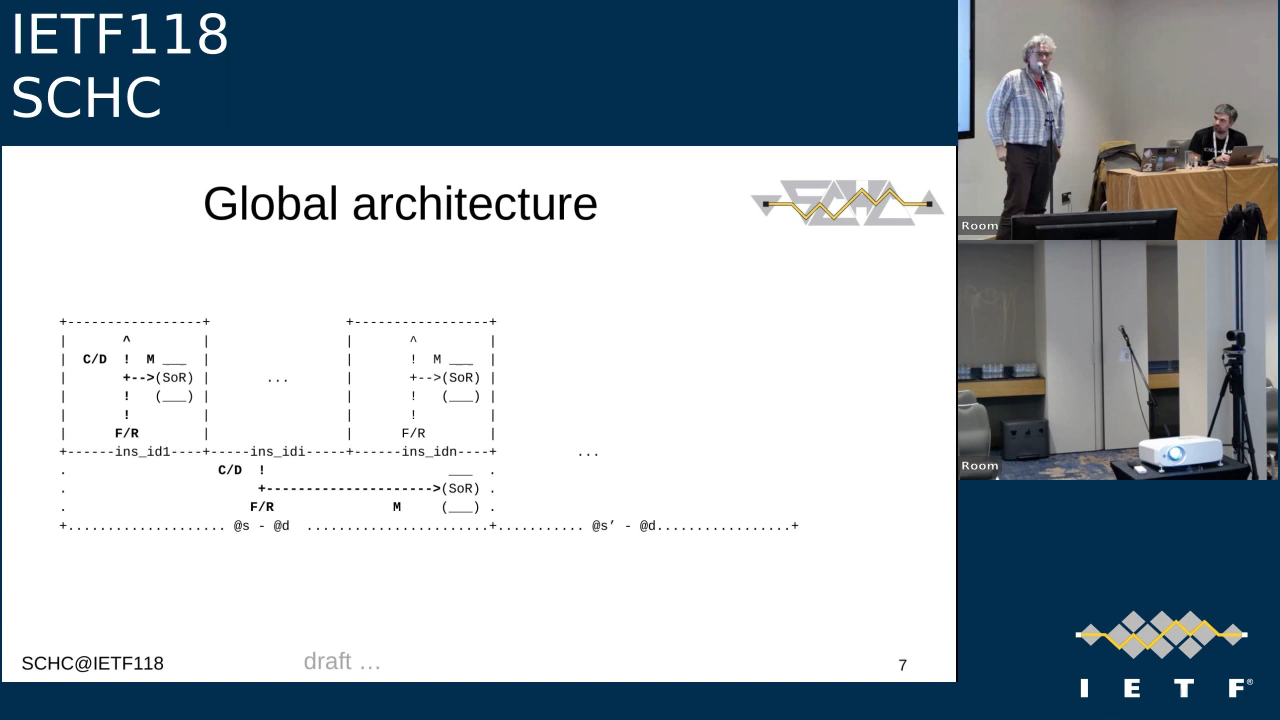 IETF118
SCHC
Global architecture
SCHC
+-----------------+                 +-----------------+
|       ^         |                 |       ^         |
|  C/D  !  M ___  |                 |       !  M ___  |
|       +-->(SoR) |       ...       |       +-->(SoR) |
|       !   (___) |                 |       !   (___) |
|       !         |                 |       !         |
|      F/R        |                 |      F/R        |
+------ins_id1----+-----ins_idi-----+------ins_idn----+          ...
.                   C/D  !                       ___  .
.                        +---------------------->(SoR) .
.                       F/R               M     (___) .
+.................... @s - @d  .......................+........... @s’ - @d.................+
SCHC@IETF118
draft …
7
Room
Room
I E T F®